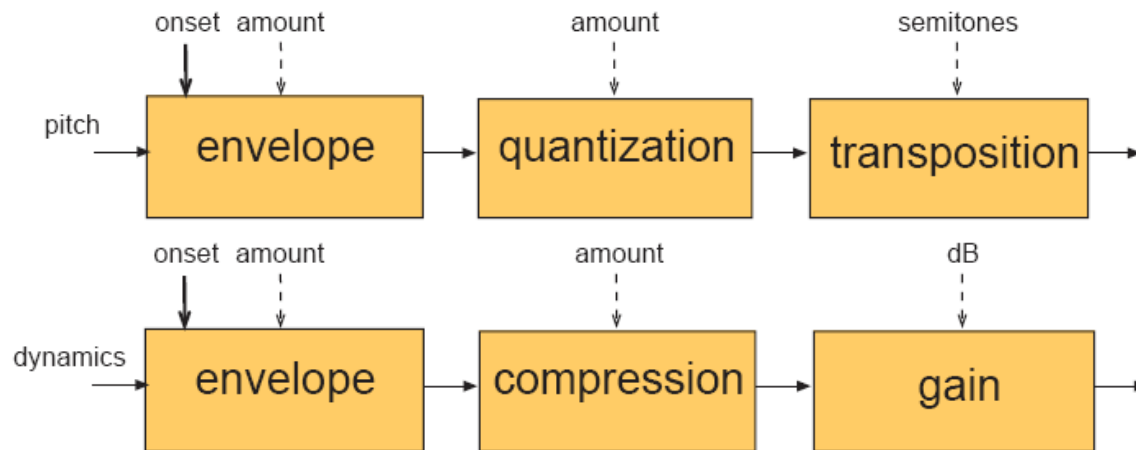 onset amount amount semitones
pitch envelope quantization transposition
onset amount amount dB
dynamics envelope compression gain